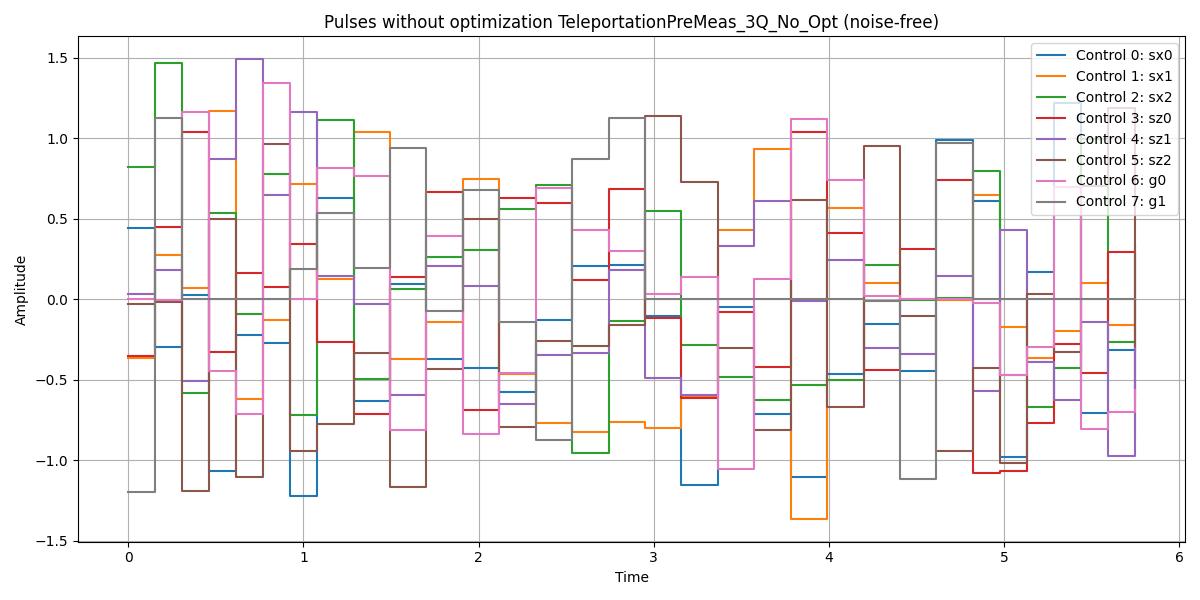 Pulses without optimization TeleportationPreMeas_3Q_No_Opt (noise-free)
Amplitude
1.5
1.0
0.5
0.0
−0.5
−1.0
−1.5
Control 0: sx0
Control 1: sx1
Control 2: sx2
Control 3: sz0
Control 4: sz1
Control 5: sz2
Control 6: g0
Control 7: g1
0 1 2 3 4 5 6
Time